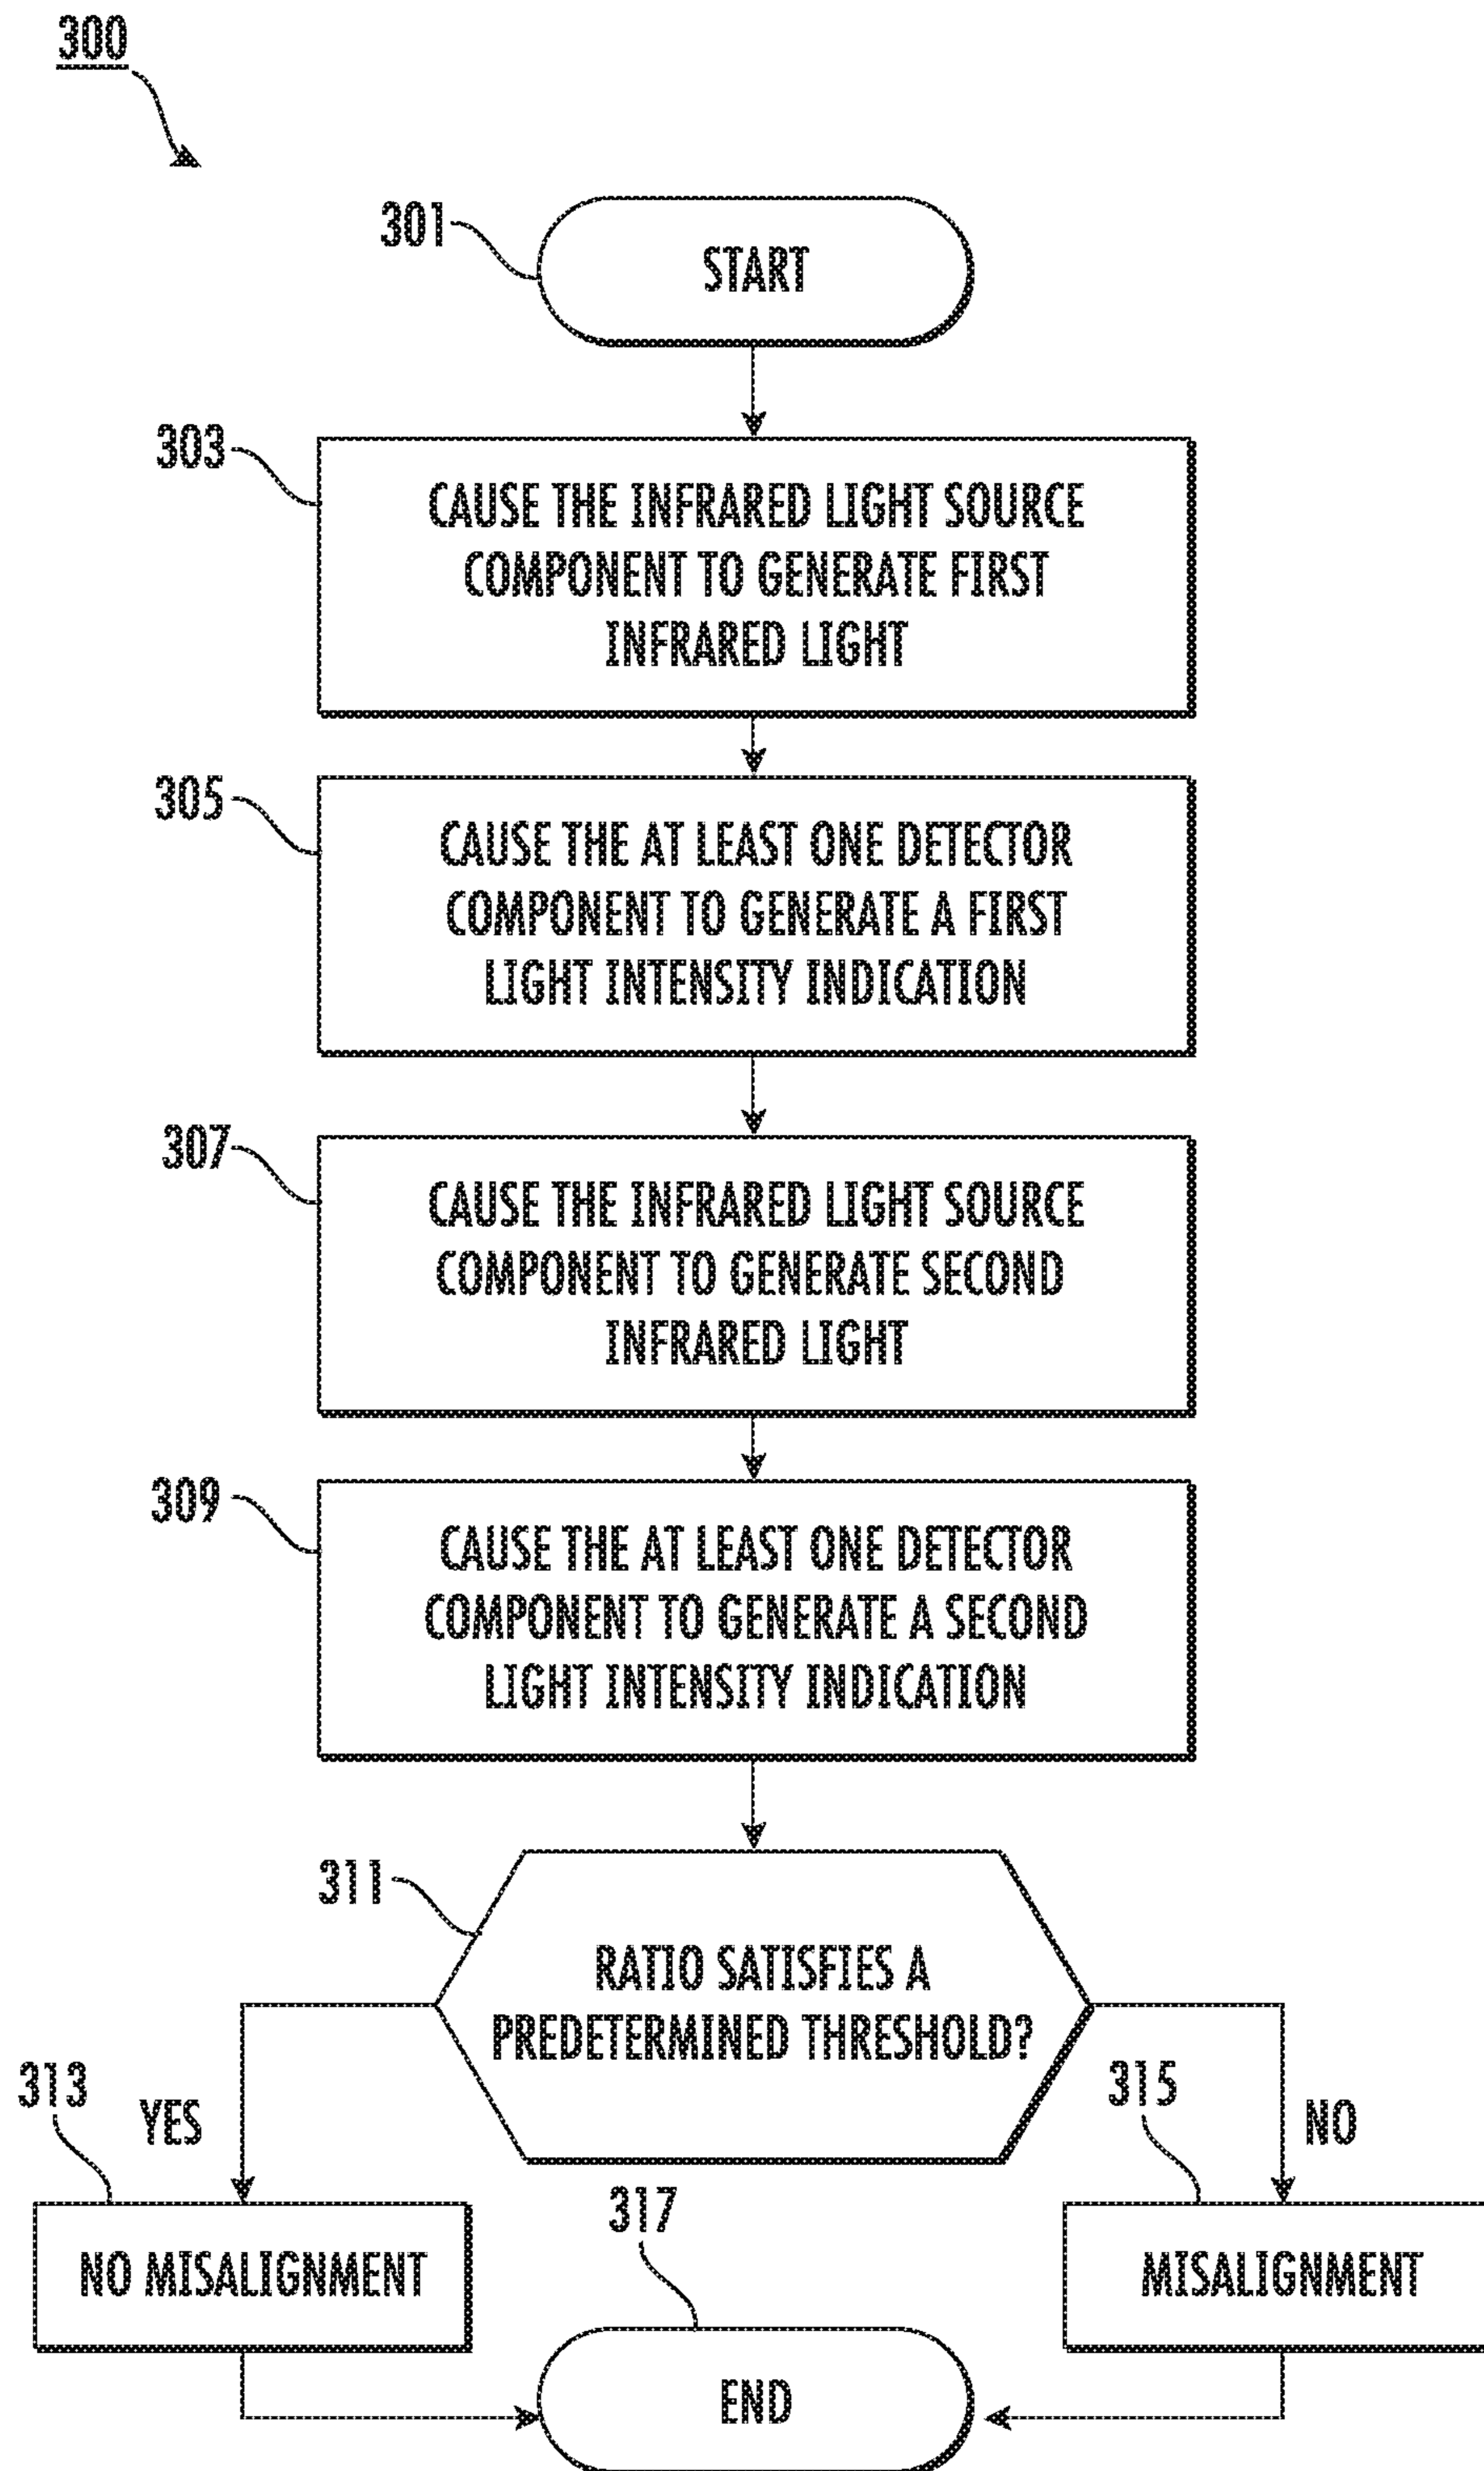 300
301
START
303
CAUSE THE INFRARED LIGHT SOURCE
COMPONENT TO GENERATE FIRST
INFRARED LIGHT
305
CAUSE THE AT LEAST ONE DETECTOR
COMPONENT TO GENERATE A FIRST
LIGHT INTENSITY INDICATION
307
CAUSE THE INFRARED LIGHT SOURCE
COMPONENT TO GENERATE SECOND
INFRARED LIGHT
309
CAUSE THE AT LEAST ONE DETECTOR
COMPONENT TO GENERATE A SECOND
LIGHT INTENSITY INDICATION
311
RATIO SATISFIES A
PREDETERMINED THRESHOLD?
313
YES
315
NO
NO MISALIGNMENT
317
MISALIGNMENT
END